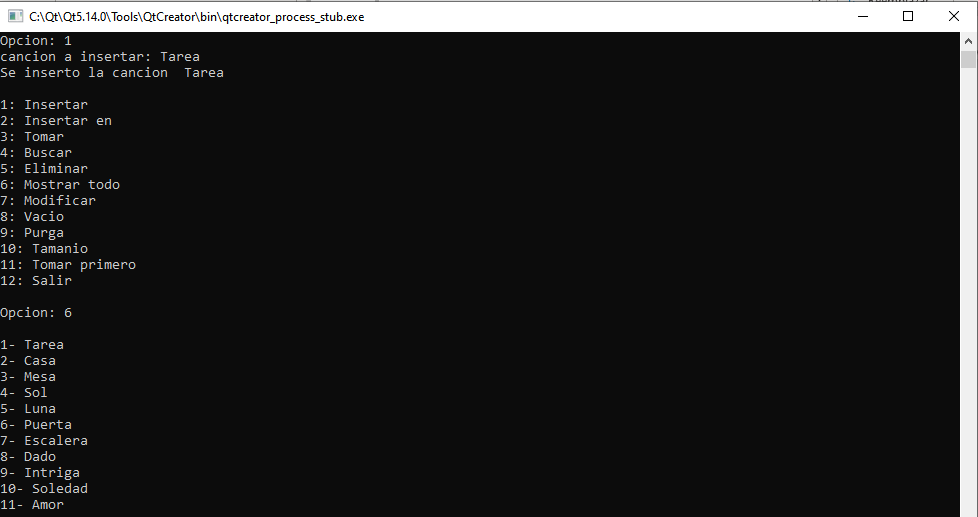 C:\Qt\Qt5.14.0\Tools\QtCreator\bin\qtcreator_process_stub.exe
Opcion: 1
cancion a insertar: Tarea
Se inserto la cancion  Tarea
1: Insertar
2: Insertar en
3: Tomar
4: Buscar
5: Eliminar
6: Mostrar todo
7: Modificar
8: Vacio
9: Purga
10: Tamanio
11: Tomar primero
12: Salir
Opcion: 6
1- Tarea
2- Casa
3- Mesa
4- Sol
5- Luna
6- Puerta
7- Escalera
8- Dado
9- Intriga
10- Soledad
11- Amor